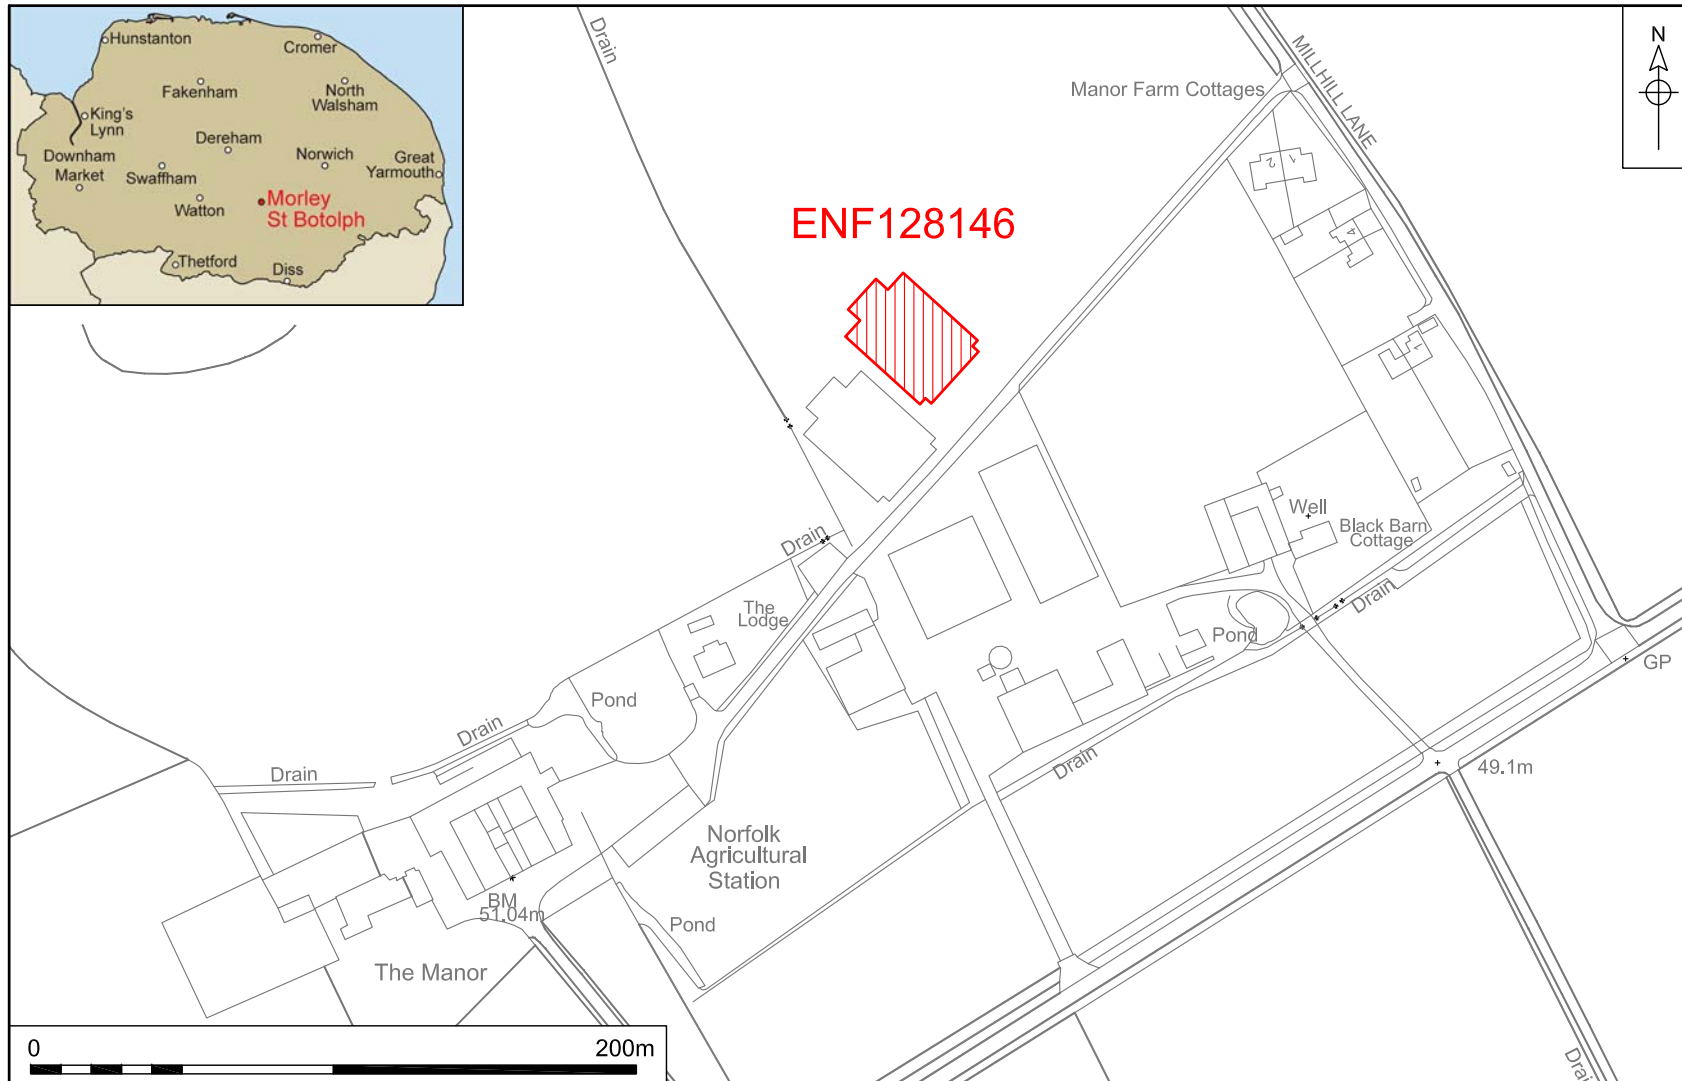 Hunstanton
Cromer
Fakenham
North
Walsham
King's
Lynn
Dereham
Downham
Market
Norwich
Great
Yarmouth
Swaffham
Watton
Morley
St Botolph
Thetford
Diss
Drain
Manor Farm Cottages
MILLHILL LANE
N
ENF128146
2
1
4
1
Well
Black Barn
Cottage
Drain
The
Lodge
Drain
Pond
Pond
GP
Drain
Drain
Drain
49.1m
Norfolk
Agricultural
Station
BM
51.04m
Pond
The Manor
0
200m
Drai